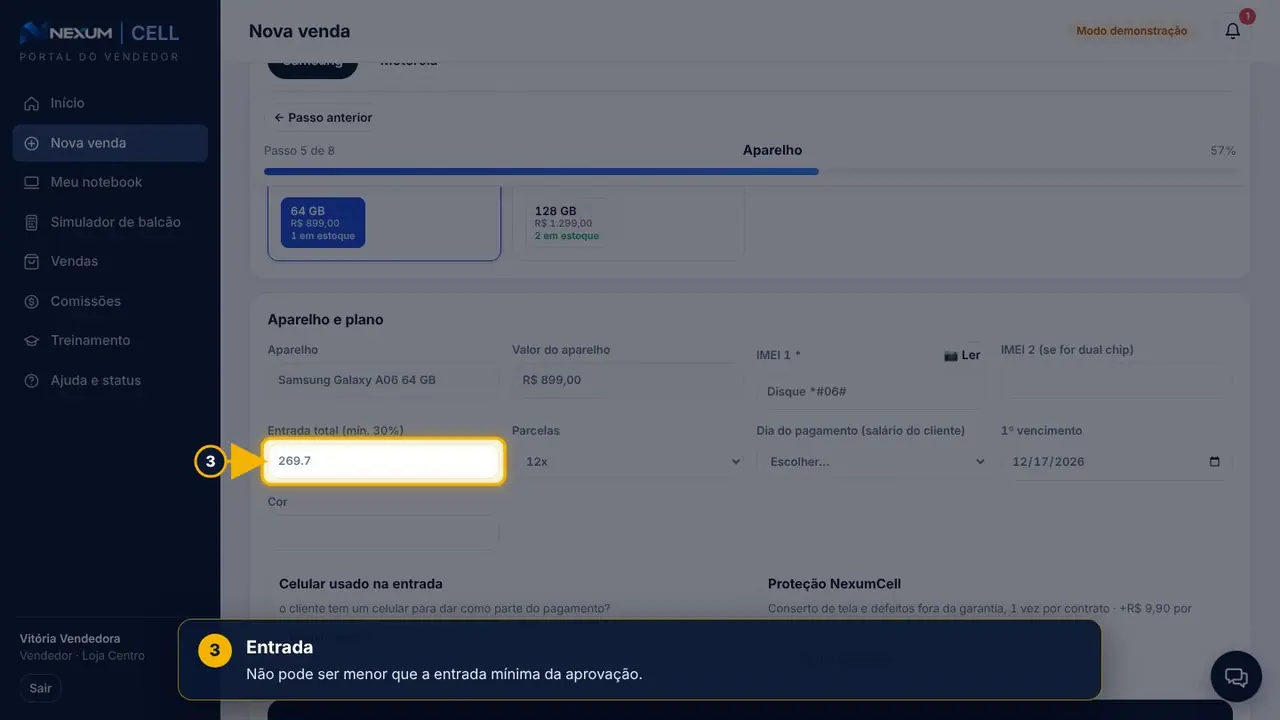 NEXUM | CELL
PORTAL DO VENDEDOR
Início
Nova venda
Meu notebook
Simulador de balcão
Vendas
Comissões
Treinamento
Ajuda e status
Vitória Vendedora
Vendedor · Loja Centro
Sair
Nova venda
Modo demonstração
1
Samsung
Motorola
← Passo anterior
Passo 5 de 8
Aparelho
57%
64 GB
R$ 899,00
1 em estoque
128 GB
R$ 1.299,00
2 em estoque
Aparelho e plano
Aparelho
Valor do aparelho
IMEI 1 *
Ler
IMEI 2 (se for dual chip)
Samsung Galaxy A06 64 GB
R$ 899,00
Disque *#06#
Entrada total (mín. 30%)
Parcelas
Dia do pagamento (salário do cliente)
1º vencimento
3
269.7
12x
Escolher...
12/17/2026
Cor
Celular usado na entrada
Proteção NexumCell
o cliente tem um celular para dar como parte do pagamento?
Conserto de tela e defeitos fora da garantia, 1 vez por contrato · +R$ 9,90 por
3
Entrada
Não pode ser menor que a entrada mínima da aprovação.